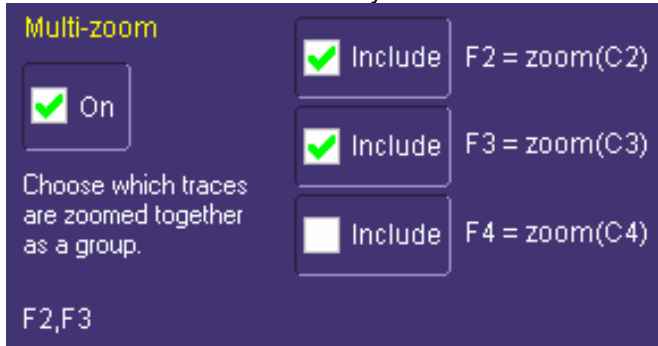 Multi-zoom
On
Choose which traces
are zoomed together
as a group.
F2,F3
Include F2 = zoom(C2)
Include F3 = zoom(C3)
Include F4 = zoom(C4)